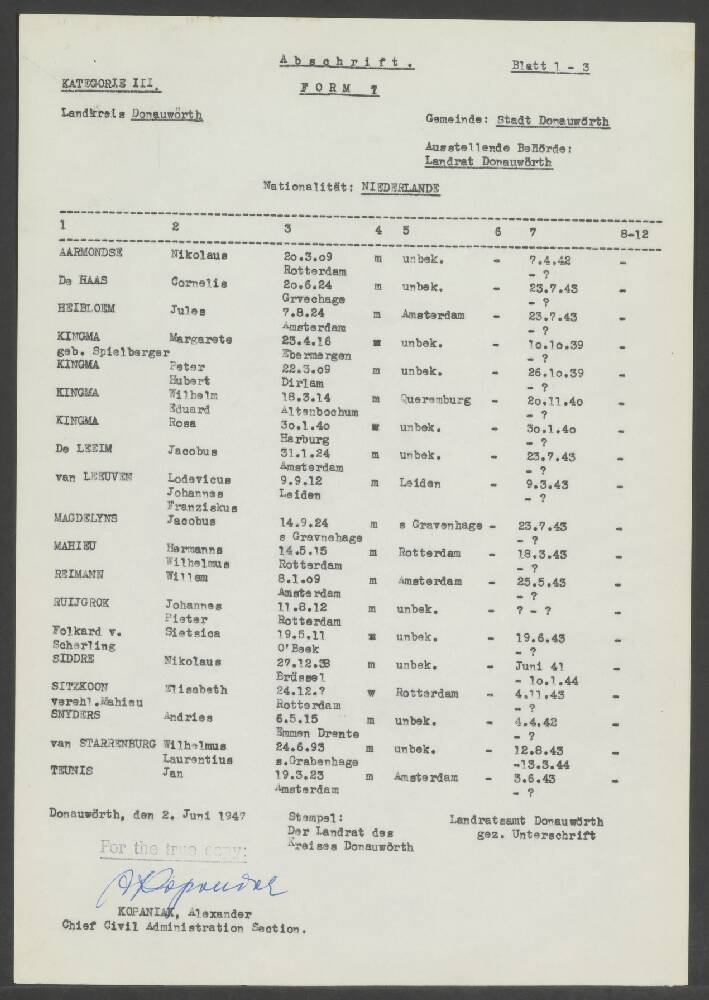 Abschrift.
Blatt 1 - 3
KATEGORIE III.
FORM 7
Landkreis Donauwörth
Gemeinde: Stadt Donauwörth
Ausstellende Behörde:
Landrat Donauwörth
Nationalität: NIEDERLANDE
1 2 3 4 5 6 7 8-12
AARMONDSE Nikolaus 20.3.09 m unbek. - 7.4.42 -
Rotterdam - ?
De HAAS Cornelis 20.6.24 m unbek. - 23.7.43 -
Grvechage - ?
HEIBLOEM Jules 7.8.24 m Amsterdam - 23.7.43 -
Amsterdam - ?
KINGMA Margarete 23.4.16 w unbek. - 10.10.39 -
geb. Spielberger Ebermergen - ?
KINGMA Peter 22.3.09 m unbek. - 26.10.39 -
Hubert Dirlam - ?
KINGMA Wilhelm 18.3.14 m Queremburg - 20.11.40 -
Eduard Altenbochum - ?
KINGMA Rosa 30.1.40 w unbek. - 30.1.40 -
Harburg - ?
De LEEIM Jacobus 31.1.24 m unbek. - 23.7.43 -
Amsterdam - ?
van LEEUVEN Lodevicus 9.9.12 m Leiden - 9.3.43 -
Johannes Leiden - ?
Franziskus
MAGDELYNS Jacobus 14.9.24 m s Gravenhage - 23.7.43 -
s Gravnehage - ?
MAHIEU Hermanns 14.5.15 m Rotterdam - 18.3.43 -
Wilhelmus Rotterdam - ?
REIMANN Willem 8.1.09 m Amsterdam - 25.5.43 -
Amsterdam - ?
RUIJGROK Johannes 11.8.12 m unbek. - ? - ? -
Pieter Rotterdam
Folkard v. Sietsica 19.5.11 w unbek. - 19.6.43 -
Scherling O'Beek - ?
SIDDRE Nikolaus 27.12.38 m unbek. - Juni 41 -
Brüssel - 10.1.44
SITZKOON Elisabeth 24.12.? w Rotterdam - 4.11.43 -
verehl.Mahieu Rotterdam - ?
SNYDERS Andries 6.5.15 m unbek. - 4.4.42 -
Emmen Drente - ?
van STARRENBURG Wilhelmus 24.6.93 m unbek. - 12.8.43 -
Laurentius s.Grabenhage -13.3.44
TEUNIS Jan 19.3.23 m Amsterdam - 3.6.43 -
Amsterdam - ?
Donauwörth, den 2. Juni 1947
Stempel:
Der Landrat des
Kreises Donauwörth
Landratsamt Donauwörth
gez. Unterschrift
For the true copy:
KOPANIAK, Alexander
Chief Civil Administration Section.